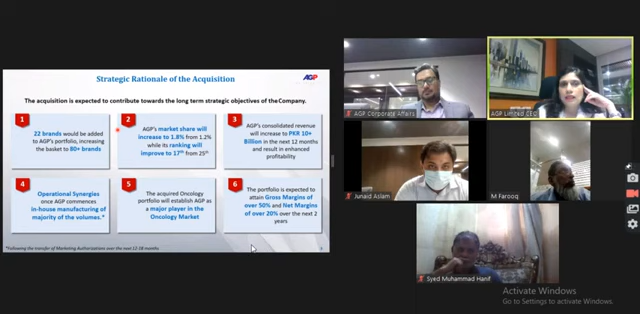 Strategic Rationale of the Acquisition
AGP
The acquisition is expected to contribute towards the long term strategic objectives of the Company.
1
22 brands would be added
to AGP's portfolio, increasing
the basket to 80+ brands
2
AGP's market share will
increase to 1.8% from 1.2%
while its ranking will
improve to 17th from 25th
3
AGP's consolidated revenue
will increase to PKR 10+
Billion in the next 12 months
and result in enhanced
profitability
4
Operational Synergies
once AGP commences
in-house manufacturing of
majority of the volumes.*
5
The acquired Oncology
portfolio will establish AGP as
a major player in the
Oncology Market
6
The portfolio is expected to
attain Gross Margins of
over 50% and Net Margins
of over 20% over the next 2
years
*Following the transfer of Marketing Authorizations over the next 12-18 months.
AGP Corporate Affairs
AGP Limited CEO
Junaid Aslam
M Farooq
Syed Muhammad Hanif
Activate Windows
Go to Settings to activate Windows.